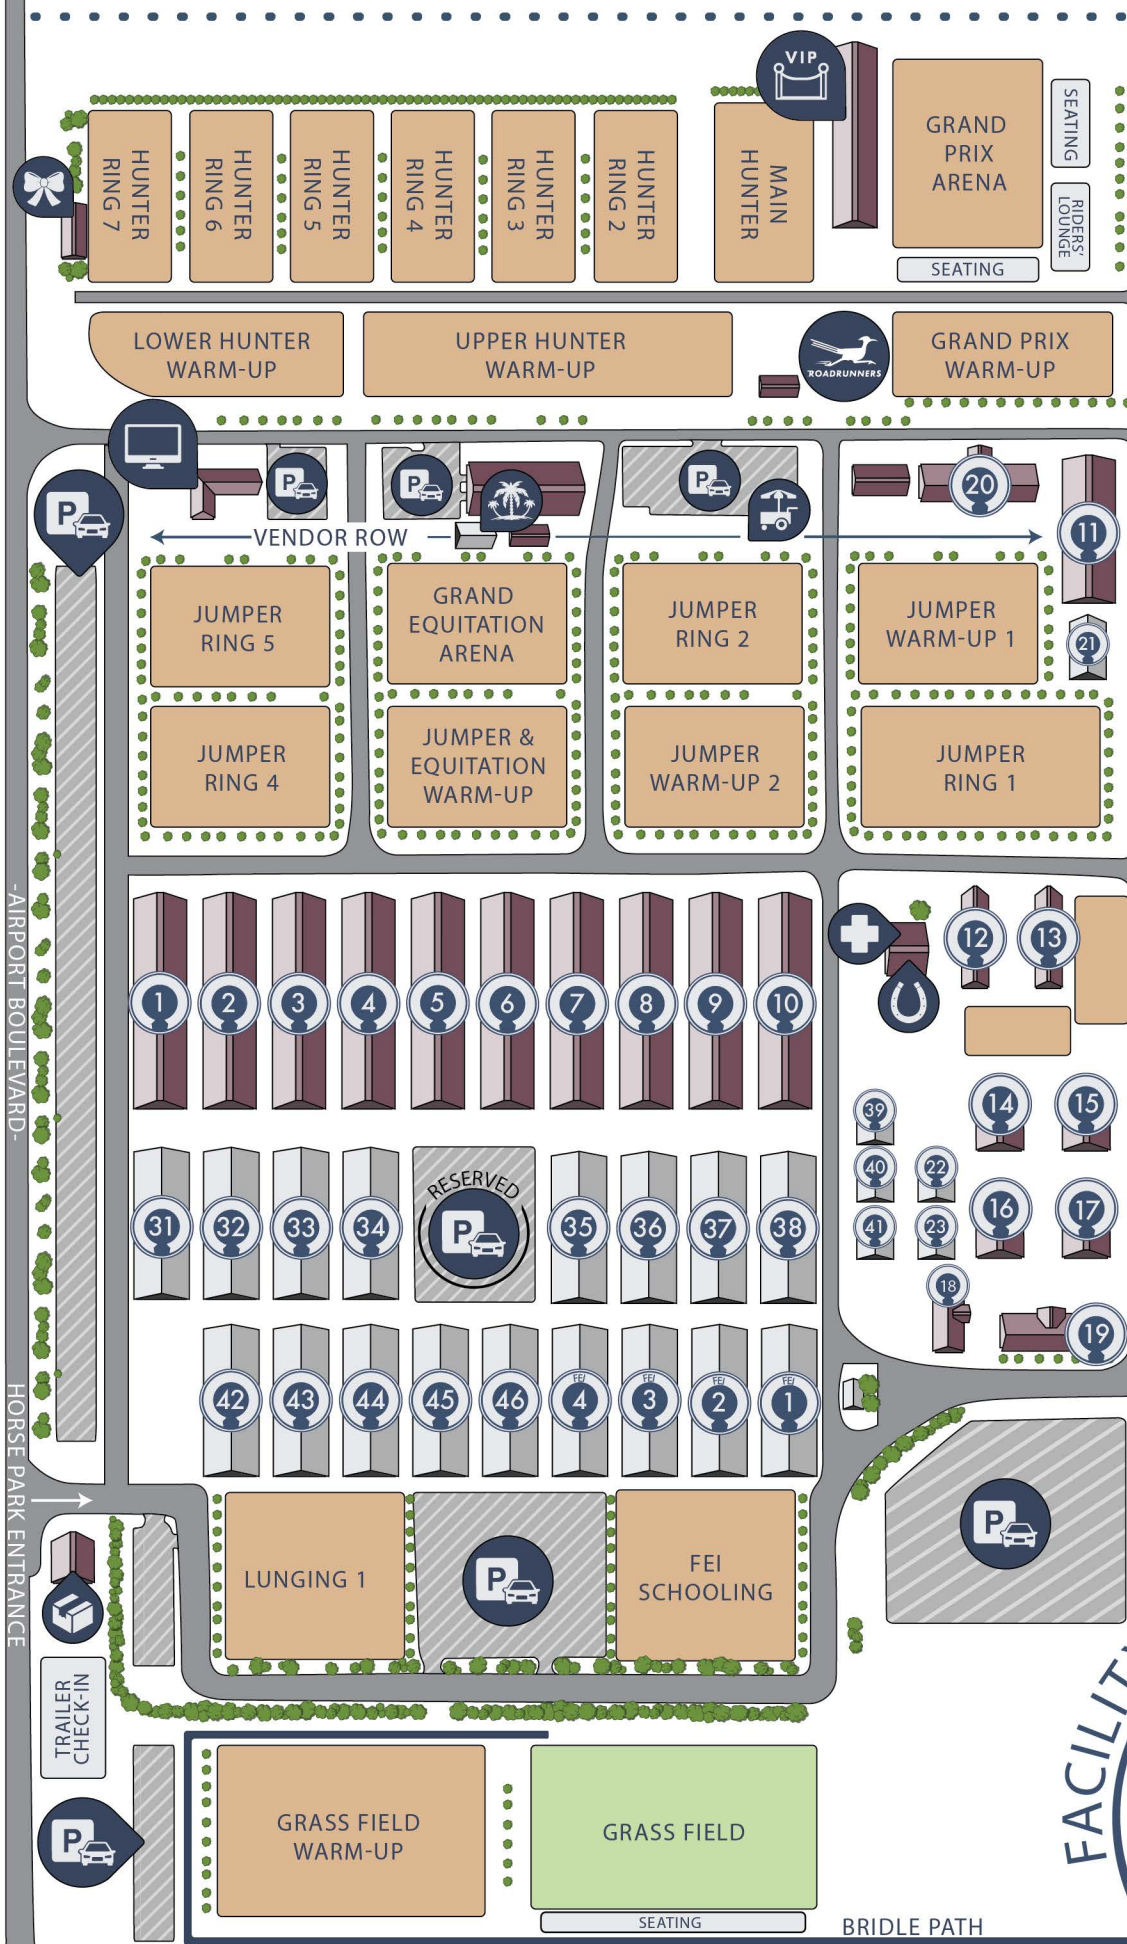 VIP
GRAND
PRIX
ARENA
SEATING
RIDERS'
LOUNGE
SEATING
HUNTER
RING 7
HUNTER
RING 6
HUNTER
RING 5
HUNTER
RING 4
HUNTER
RING 3
HUNTER
RING 2
MAIN
HUNTER
LOWER HUNTER
WARM-UP
UPPER HUNTER
WARM-UP
ROADRUNNERS
GRAND PRIX
WARM-UP
P
P
P
P
20
11
VENDOR ROW
JUMPER
RING 5
GRAND
EQUITATION
ARENA
JUMPER
RING 2
JUMPER
WARM-UP 1
21
JUMPER
RING 4
JUMPER &
EQUITATION
WARM-UP
JUMPER
WARM-UP 2
JUMPER
RING 1
-AIRPORT BOULEVARD-
12
13
1
2
3
4
5
6
7
8
9
10
39
14
15
40
22
41
23
16
17
31
32
33
34
RESERVED
P
35
36
37
38
18
19
42
43
44
45
46
FEI
4
FEI
3
FEI
2
FEI
1
HORSE PARK ENTRANCE
LUNGING 1
P
FEI
SCHOOLING
P
TRAILER
CHECK-IN
P
GRASS FIELD
WARM-UP
GRASS FIELD
SEATING
BRIDLE PATH